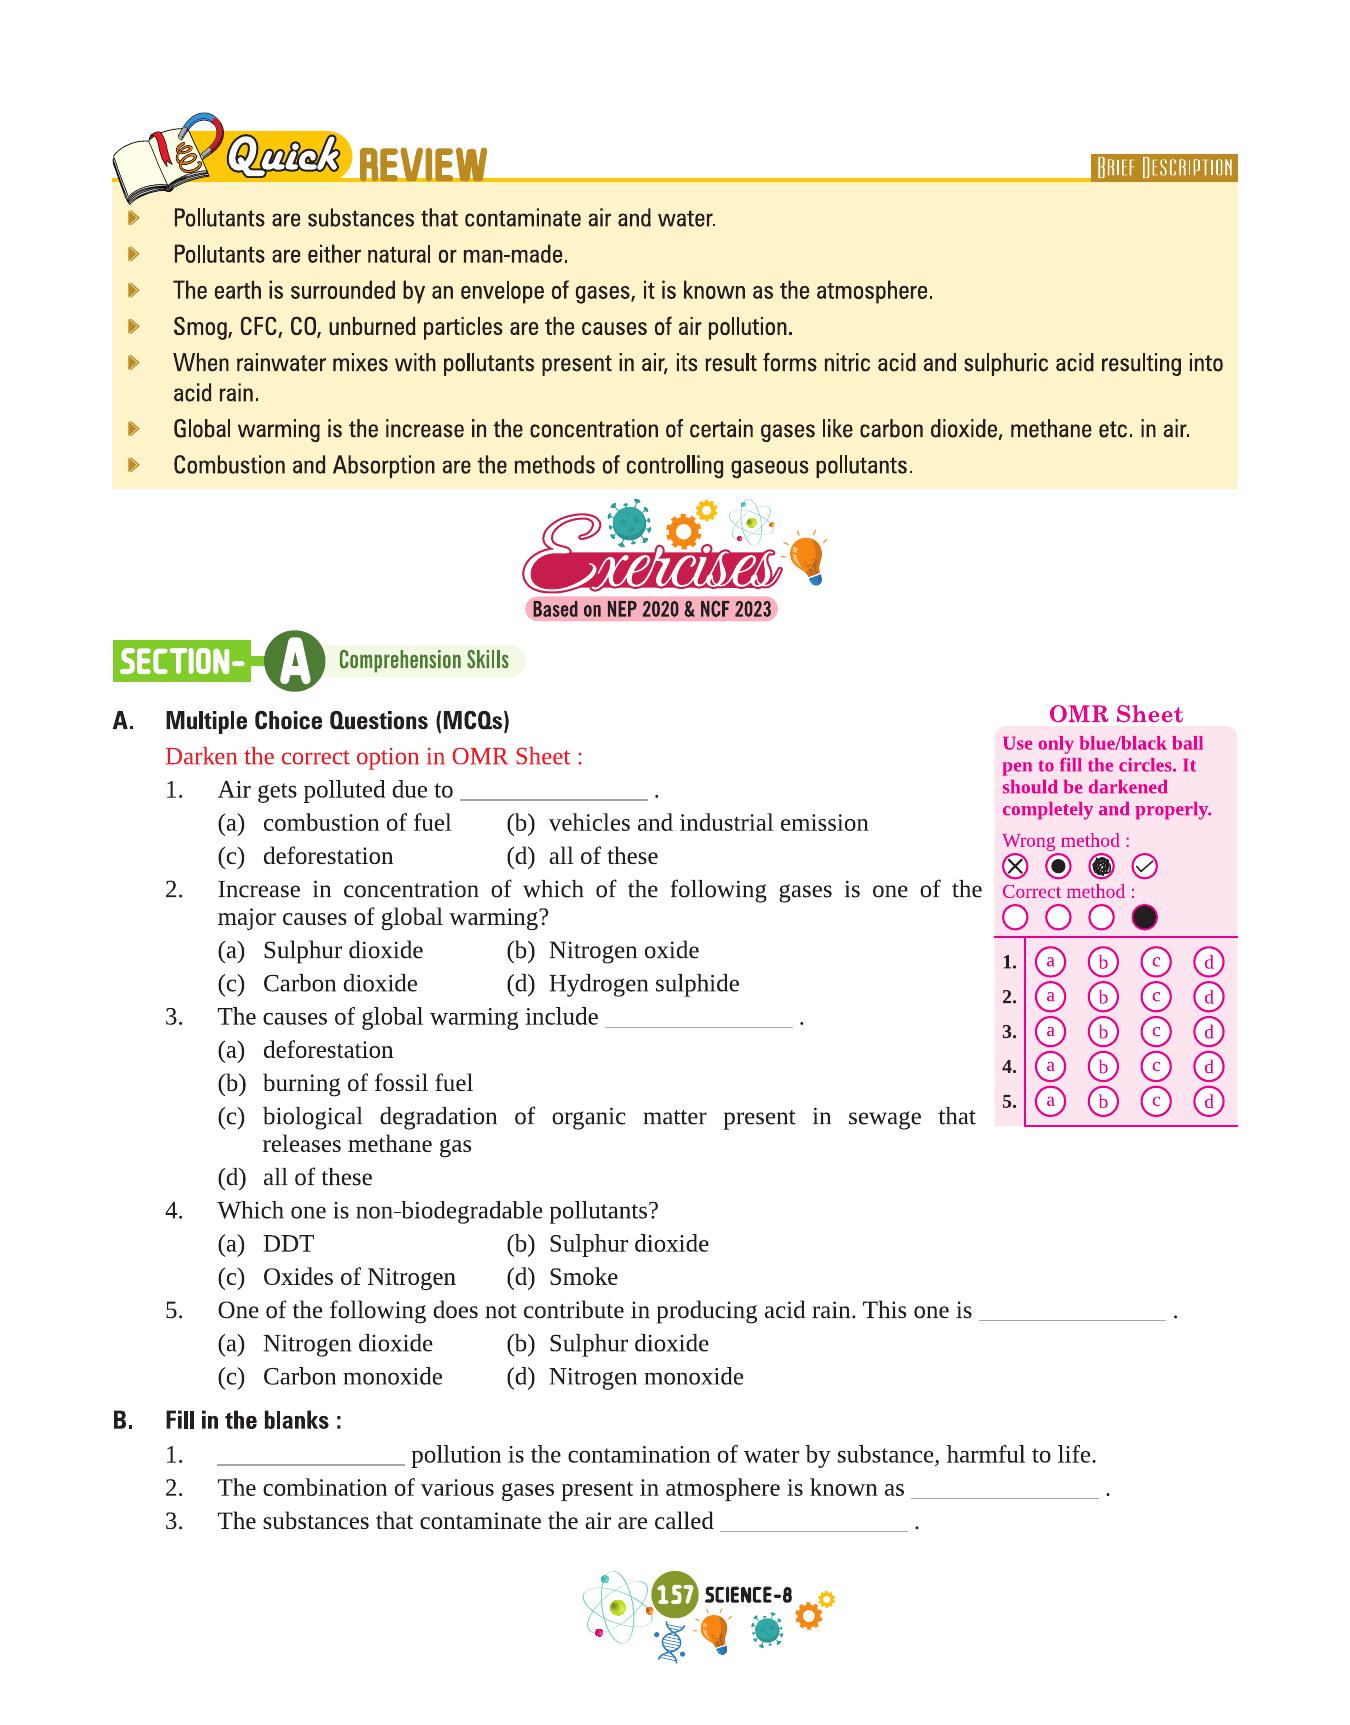 Quick REVIEW
BRIEF DESCRIPTION
Pollutants are substances that contaminate air and water.
Pollutants are either natural or man-made.
The earth is surrounded by an envelope of gases, it is known as the atmosphere.
Smog, CFC, CO, unburned particles are the causes of air pollution.
When rainwater mixes with pollutants present in air, its result forms nitric acid and sulphuric acid resulting into
acid rain.
Global warming is the increase in the concentration of certain gases like carbon dioxide, methane etc. in air.
Combustion and Absorption are the methods of controlling gaseous pollutants.
Exercises
Based on NEP 2020 & NCF 2023
SECTION- A Comprehension Skills
A. Multiple Choice Questions (MCQs)
Darken the correct option in OMR Sheet :
1. Air gets polluted due to _______________ .
(a) combustion of fuel (b) vehicles and industrial emission
(c) deforestation (d) all of these
2. Increase in concentration of which of the following gases is one of the
major causes of global warming?
(a) Sulphur dioxide (b) Nitrogen oxide
(c) Carbon dioxide (d) Hydrogen sulphide
3. The causes of global warming include _______________ .
(a) deforestation
(b) burning of fossil fuel
(c) biological degradation of organic matter present in sewage that
releases methane gas
(d) all of these
4. Which one is non-biodegradable pollutants?
(a) DDT (b) Sulphur dioxide
(c) Oxides of Nitrogen (d) Smoke
5. One of the following does not contribute in producing acid rain. This one is _______________ .
(a) Nitrogen dioxide (b) Sulphur dioxide
(c) Carbon monoxide (d) Nitrogen monoxide
OMR Sheet
Use only blue/black ball
pen to fill the circles. It
should be darkened
completely and properly.
Wrong method :
Correct method :
1. a b c d
2. a b c d
3. a b c d
4. a b c d
5. a b c d
B. Fill in the blanks :
1. _______________ pollution is the contamination of water by substance, harmful to life.
2. The combination of various gases present in atmosphere is known as _______________ .
3. The substances that contaminate the air are called _______________ .
157 SCIENCE-8